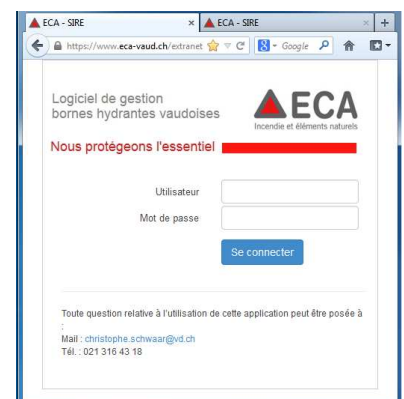 ECA - SIRE
ECA - SIRE
https://www.eca-vaud.ch/extranet
Google
Logiciel de gestion
bornes hydrantes vaudoises
ECA
Incendie et éléments naturels
Nous protégeons l'essentiel
Utilisateur
Mot de passe
Se connecter
Toute question relative à l'utilisation de cette application peut être posée à
:
Mail : christophe.schwaar@vd.ch
Tél. : 021 316 43 18